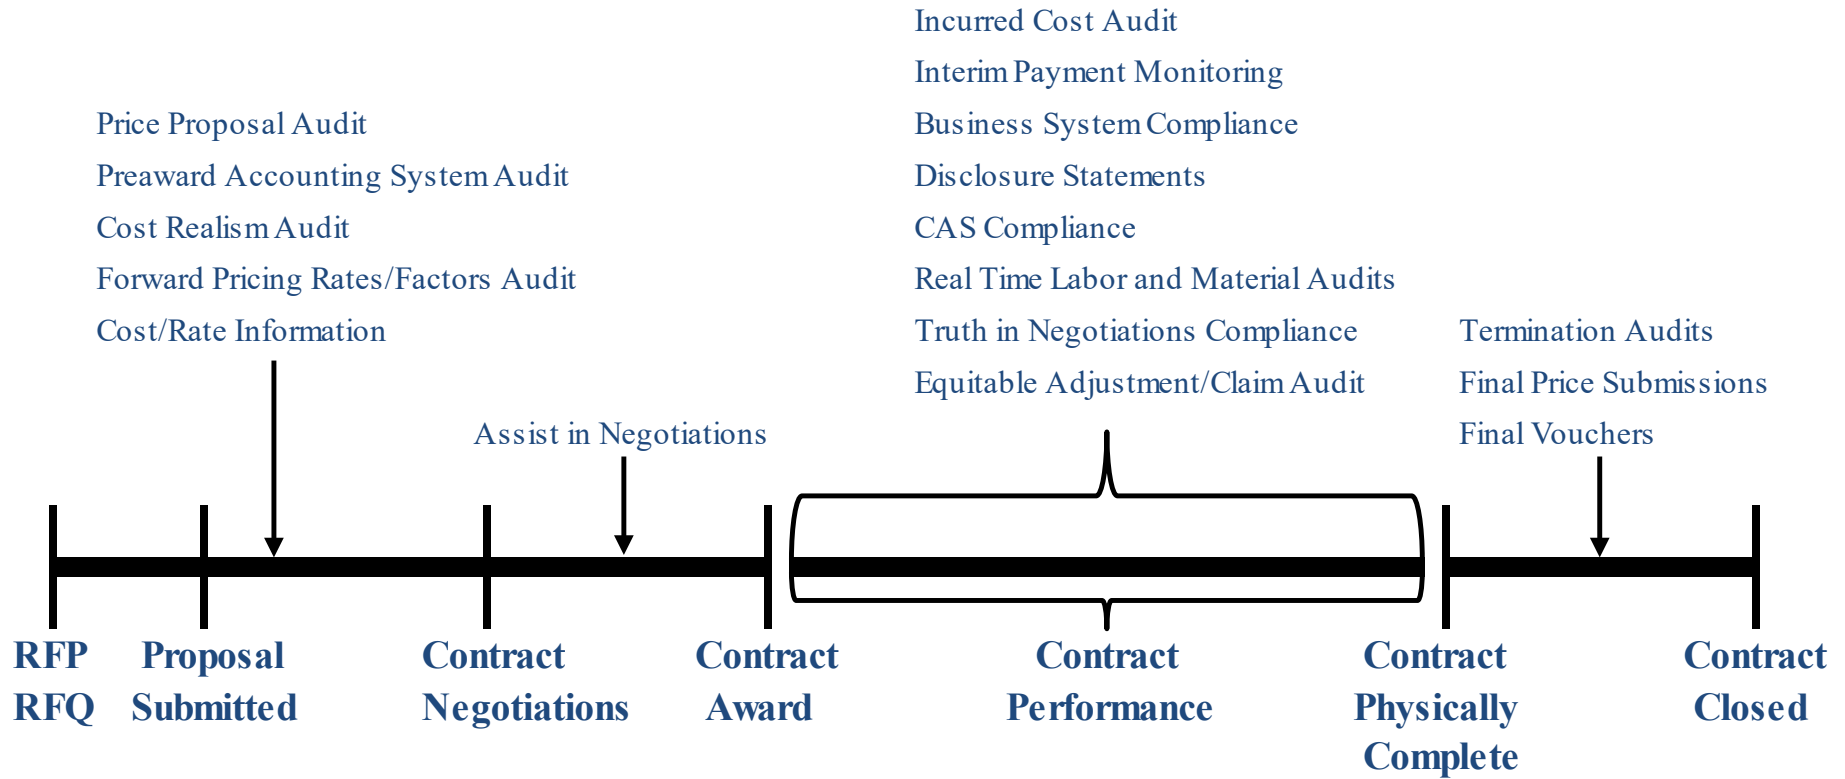 Price Proposal Audit
Preaward Accounting System Audit
Cost Realism Audit
Forward Pricing Rates/Factors Audit
Cost/Rate Information
Assist in Negotiations
Incurred Cost Audit
Interim Payment Monitoring
Business System Compliance
Disclosure Statements
CAS Compliance
Real Time Labor and Material Audits
Truth in Negotiations Compliance
Equitable Adjustment/Claim Audit
Termination Audits
Final Price Submissions
Final Vouchers
RFP
RFQ
Proposal
Submitted
Contract
Negotiations
Contract
Award
Contract
Performance
Contract
Physically
Complete
Contract
Closed